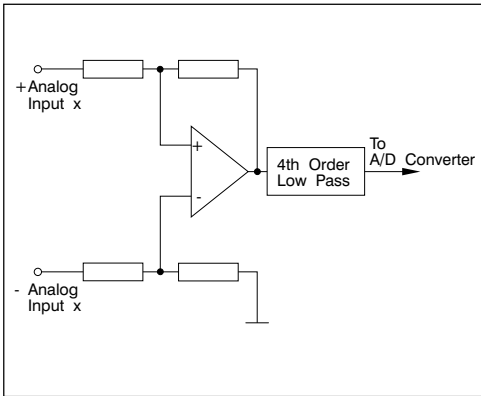 +Analog
Input x
+
-
4th Order
Low Pass
To
A/D Converter
- Analog
Input x